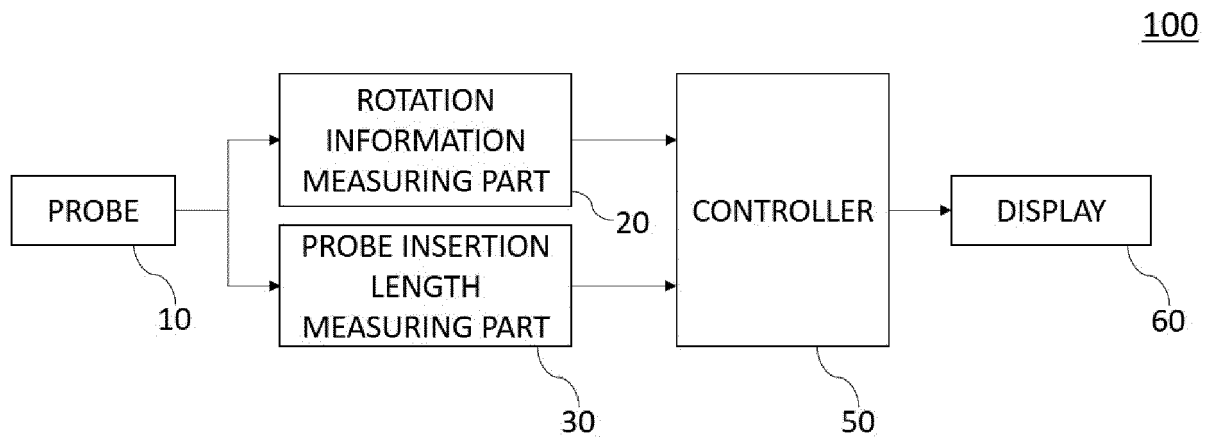 100
ROTATION
INFORMATION
MEASURING PART
20
PROBE
10
PROBE INSERTION
LENGTH
MEASURING PART
30
CONTROLLER
50
DISPLAY
60